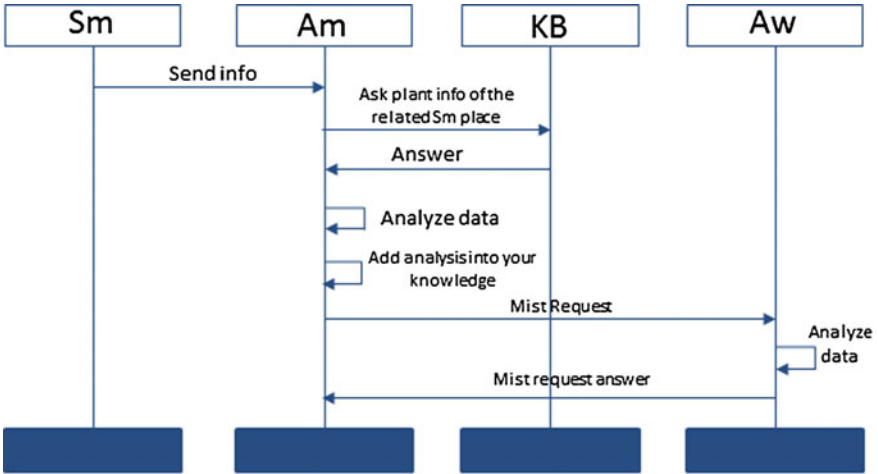 Sm
Am
KB
Aw
Send info
Ask plant info of the
related Sm place
Answer
Analyze data
Add analysis into your
knowledge
Mist Request
Analyze
data
Mist request answer